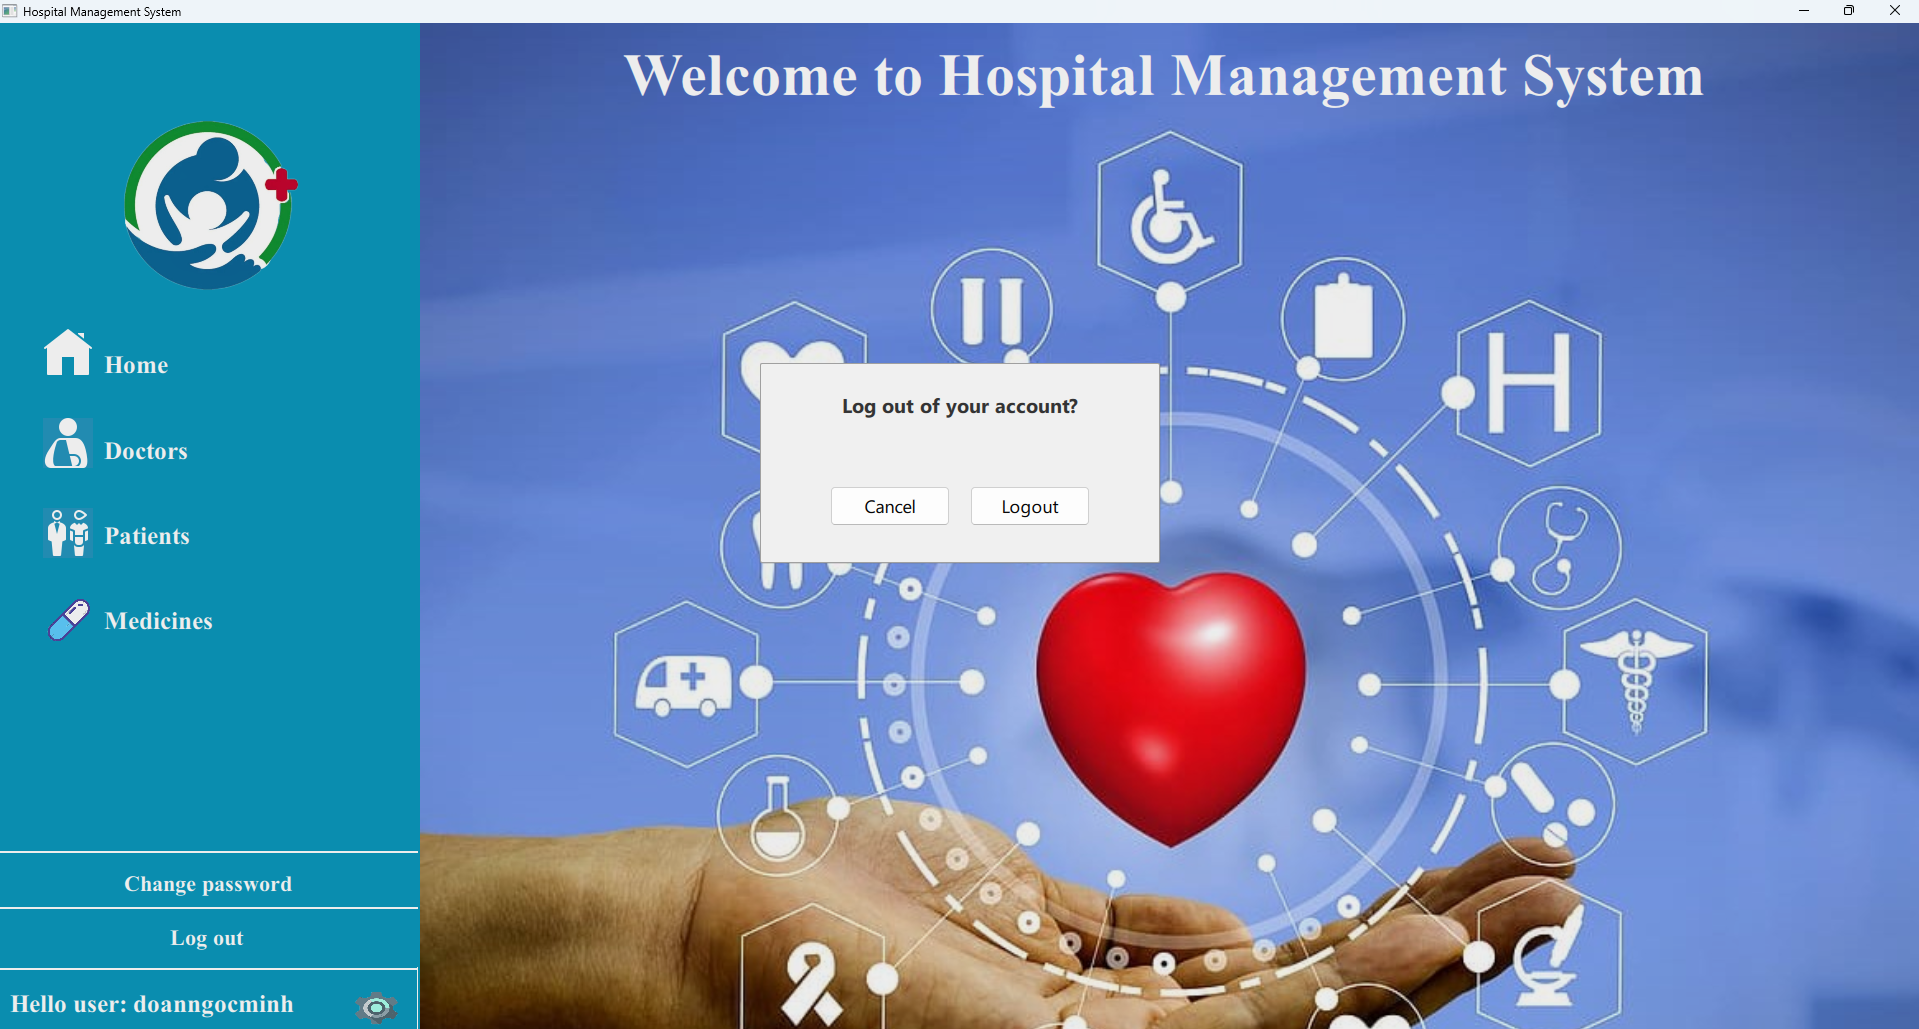 Hospital Management System
Welcome to Hospital Management System
Home
Doctors
Patients
Medicines
Log out of your account?
Cancel
Logout
Change password
Log out
Hello user: doanngocminh